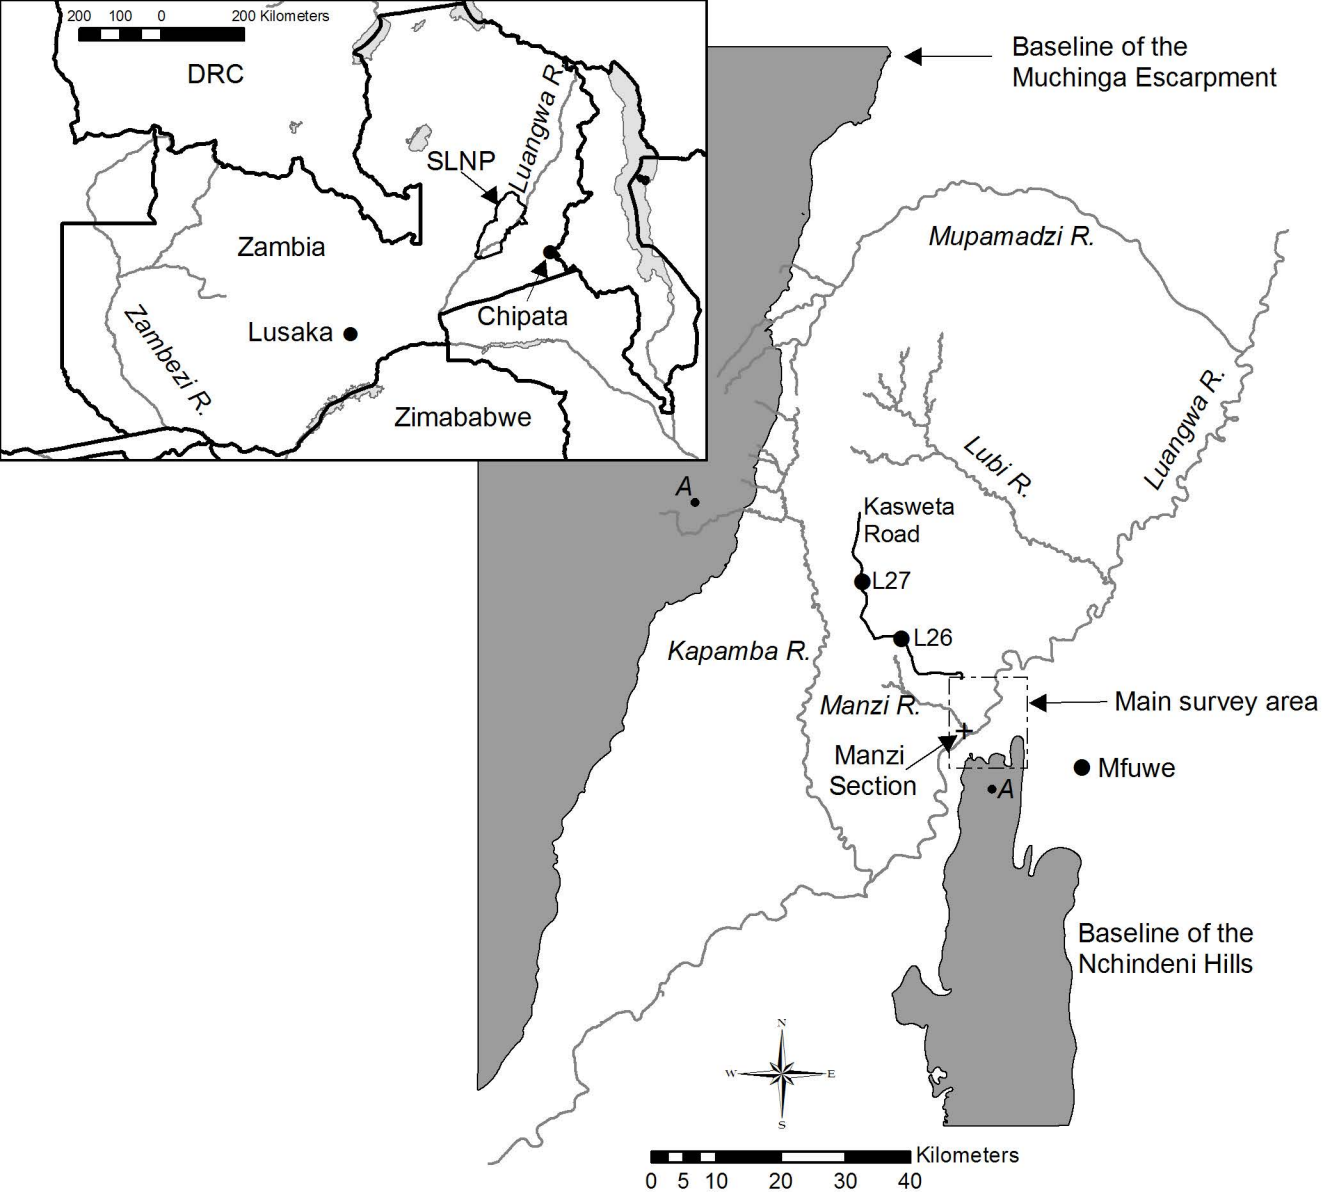 200 100 0 200 Kilometers
DRC
SLNP
Luangwa R.
Zambia
Chipata
Lusaka
Zambezi R.
Zimababwe
Baseline of the
Muchinga Escarpment
Mupamadzi R.
Luangwa R.
Lubi R.
A
Kasweta
Road
L27
L26
Kapamba R.
Manzi R.
Main survey area
Manzi
Section
Mfuwe
A
Baseline of the
Nchindeni Hills
N
W E
S
Kilometers
0 5 10 20 30 40